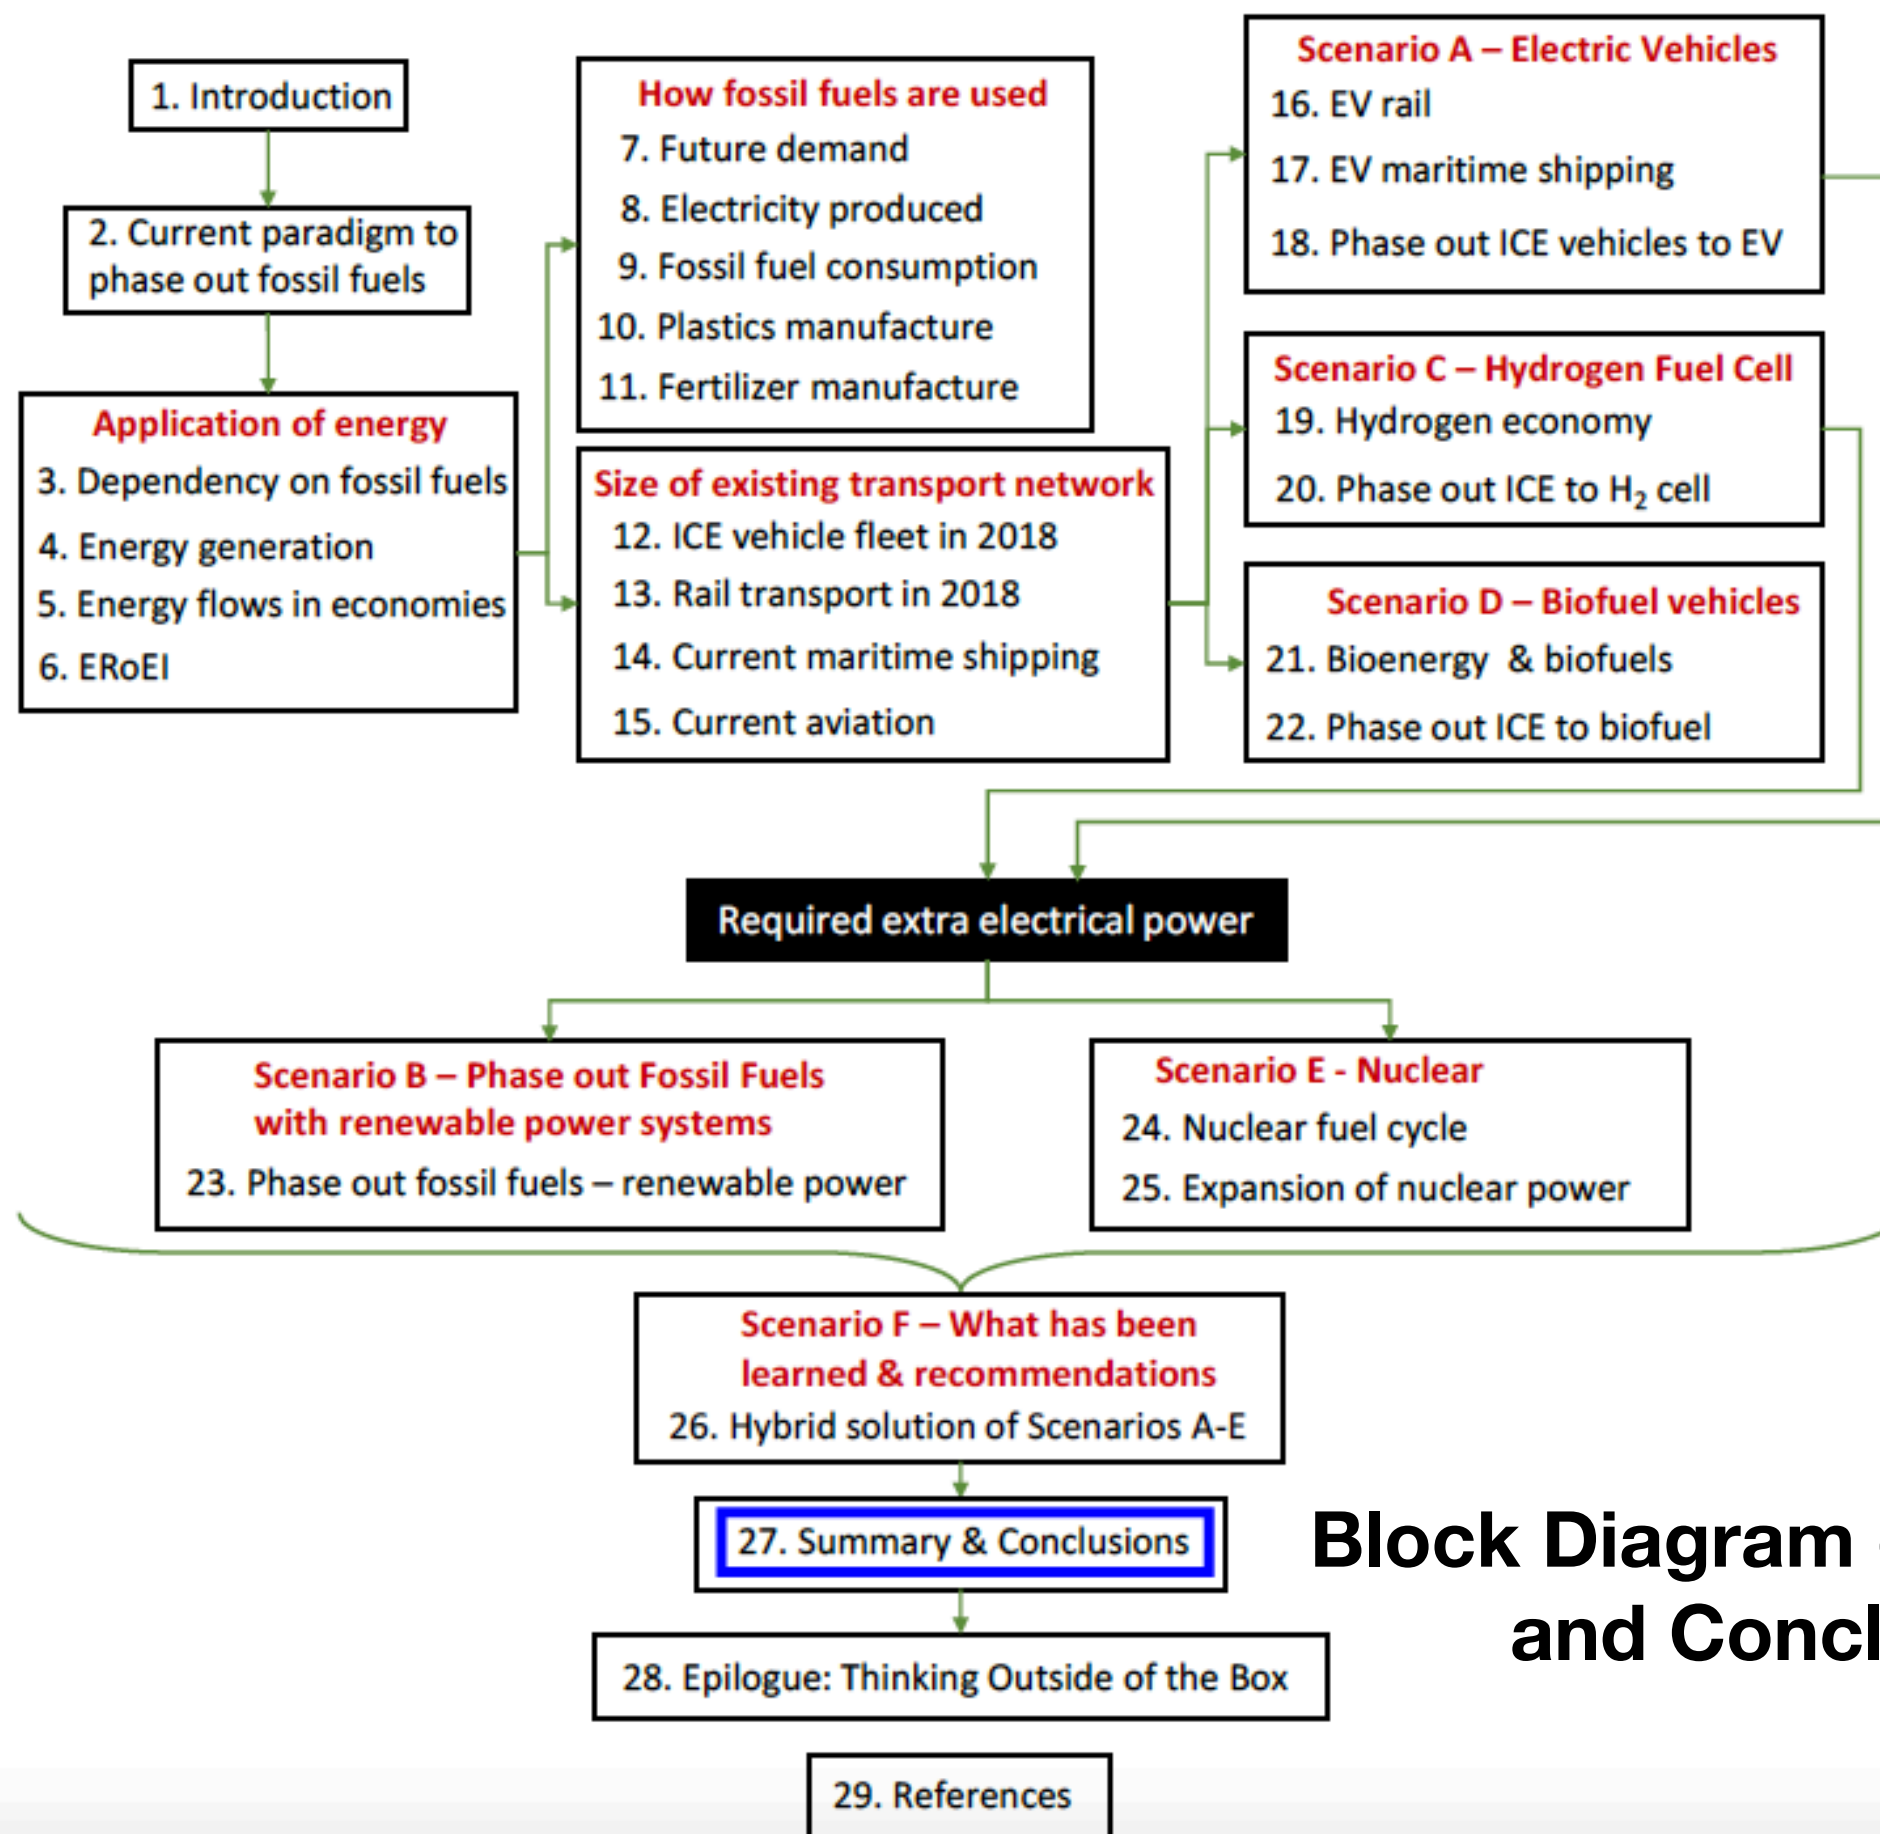 1. Introduction
2. Current paradigm to
phase out fossil fuels
Application of energy
3. Dependency on fossil fuels
4. Energy generation
5. Energy flows in economies
6. ERoEI
How fossil fuels are used
7. Future demand
8. Electricity produced
9. Fossil fuel consumption
10. Plastics manufacture
11. Fertilizer manufacture
Size of existing transport network
12. ICE vehicle fleet in 2018
13. Rail transport in 2018
14. Current maritime shipping
15. Current aviation
Scenario A – Electric Vehicles
16. EV rail
17. EV maritime shipping
18. Phase out ICE vehicles to EV
Scenario C – Hydrogen Fuel Cell
19. Hydrogen economy
20. Phase out ICE to H₂ cell
Scenario D – Biofuel vehicles
21. Bioenergy & biofuels
22. Phase out ICE to biofuel
Required extra electrical power
Scenario B – Phase out Fossil Fuels
with renewable power systems
23. Phase out fossil fuels – renewable power
Scenario E - Nuclear
24. Nuclear fuel cycle
25. Expansion of nuclear power
Scenario F – What has been
learned & recommendations
26. Hybrid solution of Scenarios A-E
27. Summary & Conclusions
28. Epilogue: Thinking Outside of the Box
29. References
Block Diagram
and Concl